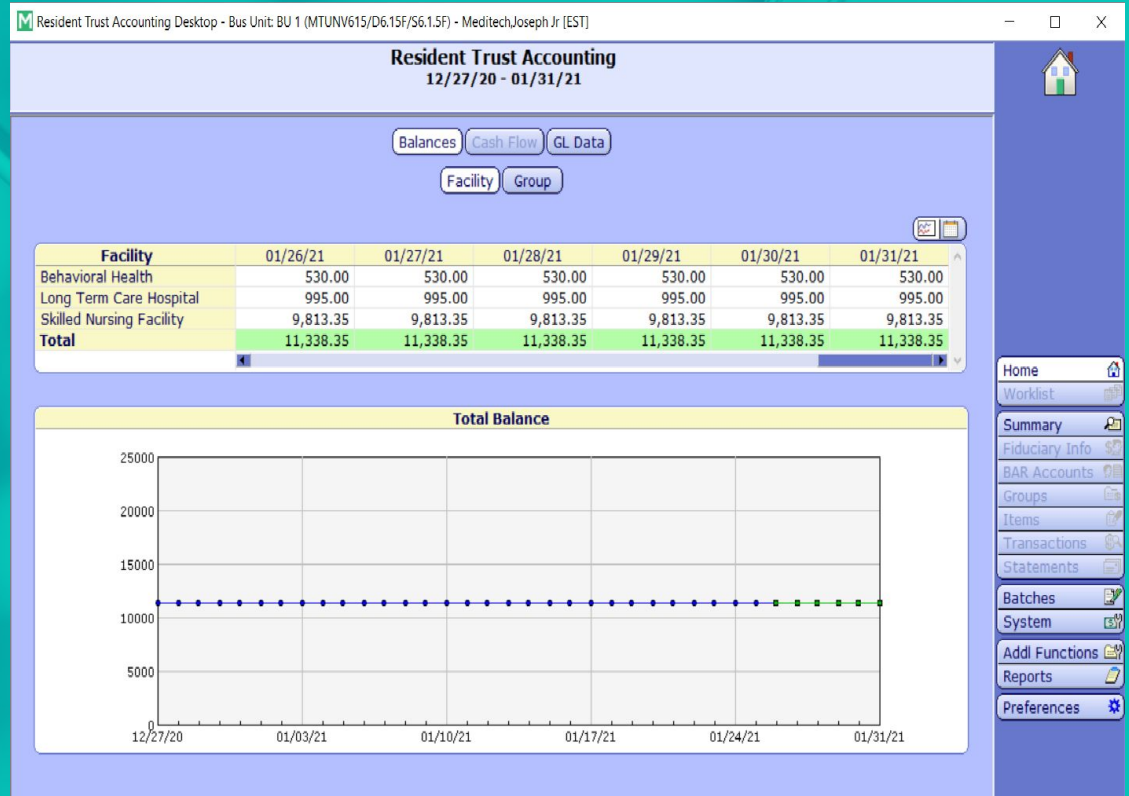 Resident Trust Accounting Desktop - Bus Unit: BU 1 (MTUNV615/D6.15F/S6.1.5F) - Meditech,Joseph Jr [EST]
Resident Trust Accounting
12/27/20 - 01/31/21
Balances Cash Flow GL Data
Facility Group
Facility 01/26/21 01/27/21 01/28/21 01/29/21 01/30/21 01/31/21
Behavioral Health 530.00 530.00 530.00 530.00 530.00 530.00
Long Term Care Hospital 995.00 995.00 995.00 995.00 995.00 995.00
Skilled Nursing Facility 9,813.35 9,813.35 9,813.35 9,813.35 9,813.35 9,813.35
Total 11,338.35 11,338.35 11,338.35 11,338.35 11,338.35 11,338.35
Total Balance
25000
20000
15000
10000
5000
0
12/27/20 01/03/21 01/10/21 01/17/21 01/24/21 01/31/21
Home
Worklist
Summary
Fiduciary Info
BAR Accounts
Groups
Items
Transactions
Statements
Batches
System
Addl Functions
Reports
Preferences